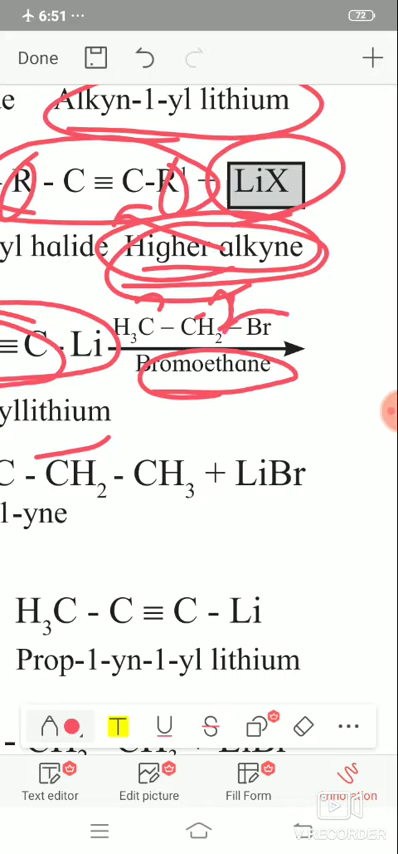 6:51 ...
72
Done
e Alkyn-1-yl lithium
R - C ≡ C-R' + LiX
yl halide Higher alkyne
≡C - Li H₃C – CH₂ – Br
Bromoethane
yllithium
C - CH₂ - CH₃ + LiBr
1-yne
H₃C - C ≡ C - Li
Prop-1-yn-1-yl lithium
T U S
Text editor Edit picture Fill Form Annotation
V RECORDER